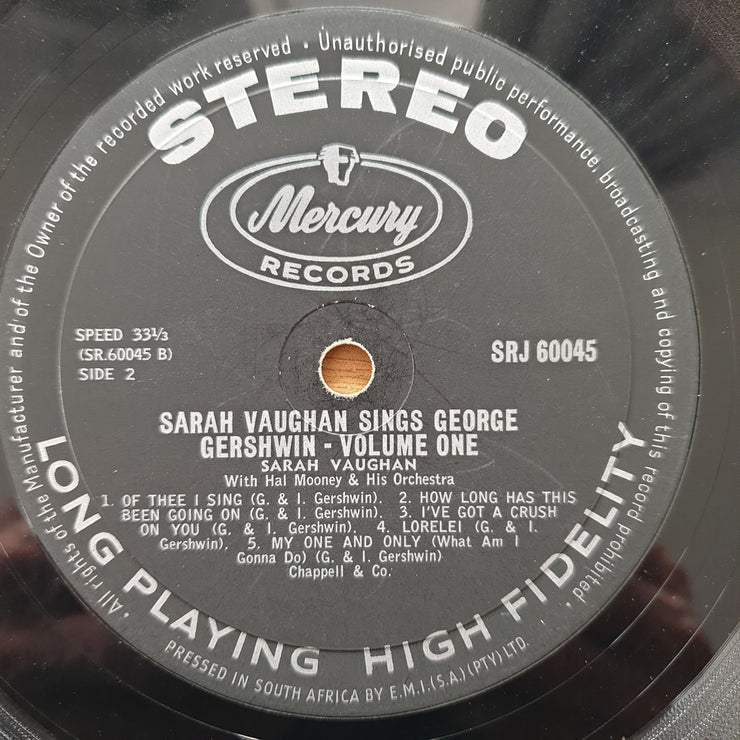 All rights of the Manufacturer and of the Owner of the recorded work reserved • Unauthorised public performance, broadcasting and copying of this record prohibited •
STEREO
Mercury
RECORDS
SPEED 33⅓
(SR.60045 B)
SIDE 2
SRJ 60045
SARAH VAUGHAN SINGS GEORGE
GERSHWIN - VOLUME ONE
SARAH VAUGHAN
With Hal Mooney & His Orchestra
1. OF THEE I SING (G. & I. Gershwin). 2. HOW LONG HAS THIS
BEEN GOING ON (G. & I. Gershwin). 3. I'VE GOT A CRUSH
ON YOU (G. & I. Gershwin). 4. LORELEI (G. & I.
Gershwin). 5. MY ONE AND ONLY (What Am I
Gonna Do) (G. & I. Gershwin)
Chappell & Co.
LONG PLAYING HIGH FIDELITY
PRESSED IN SOUTH AFRICA BY E.M.I.(S.A.)(PTY) LTD.